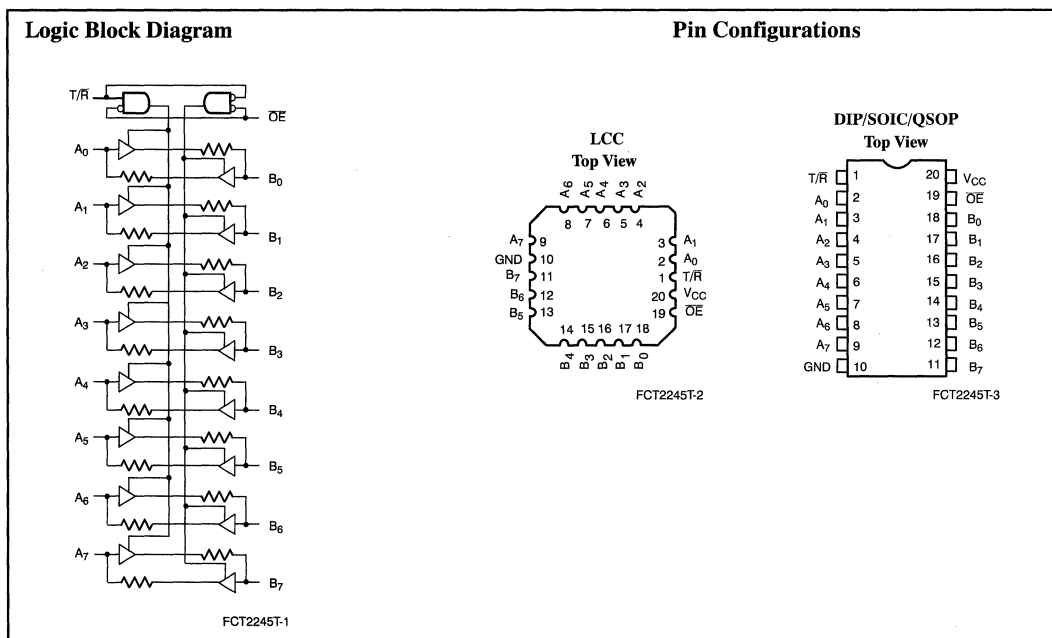 Logic Block Diagram
T/R̅
O̅E̅
A₀
B₀
A₁
B₁
A₂
B₂
A₃
B₃
A₄
B₄
A₅
B₅
A₆
B₆
A₇
B₇
FCT2245T-1
Pin Configurations
LCC
Top View
A₆ A₅ A₄ A₃ A₂
8 7 6 5 4
A₇ 9
GND 10
B₇ 11
B₆ 12
B₅ 13
3 A₁
2 A₀
1 T/R̅
20 V_CC
19 O̅E̅
14 15 16 17 18
B₄ B₃ B₂ B₁ B₀
FCT2245T-2
DIP/SOIC/QSOP
Top View
T/R̅ 1 20 V_CC
A₀ 2 19 O̅E̅
A₁ 3 18 B₀
A₂ 4 17 B₁
A₃ 5 16 B₂
A₄ 6 15 B₃
A₅ 7 14 B₄
A₆ 8 13 B₅
A₇ 9 12 B₆
GND 10 11 B₇
FCT2245T-3